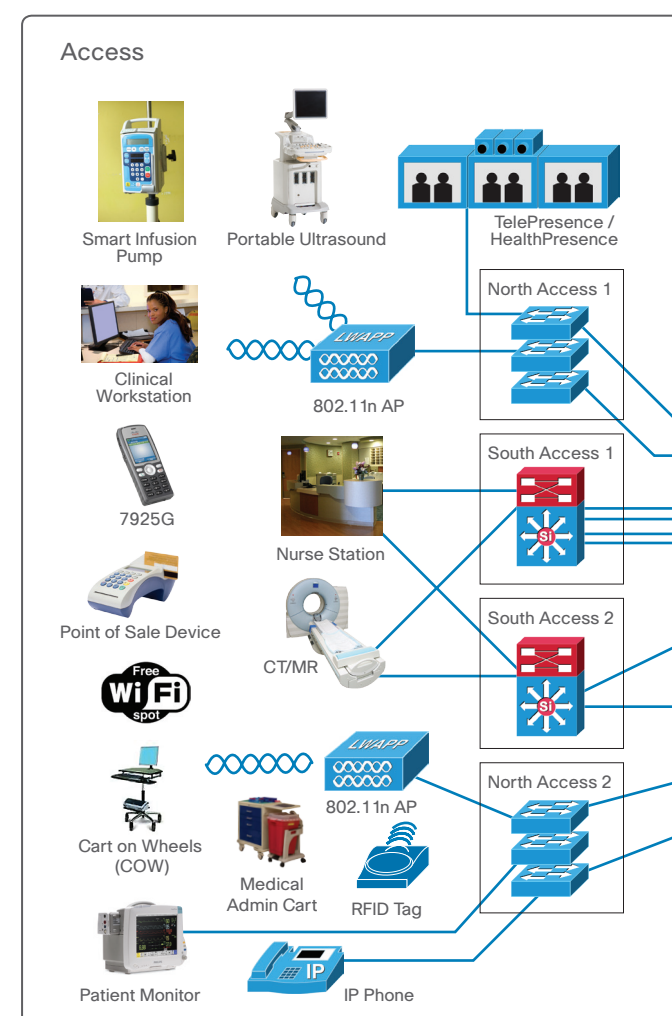 Access
Smart Infusion
Pump
Portable Ultrasound
TelePresence /
HealthPresence
North Access 1
LWAPP
802.11n AP
Clinical
Workstation
South Access 1
Si
7925G
Nurse Station
Point of Sale Device
CT/MR
South Access 2
Si
Free
Wi Fi
spot
LWAPP
802.11n AP
North Access 2
Cart on Wheels
(COW)
Medical
Admin Cart
RFID Tag
IP
Patient Monitor
IP Phone